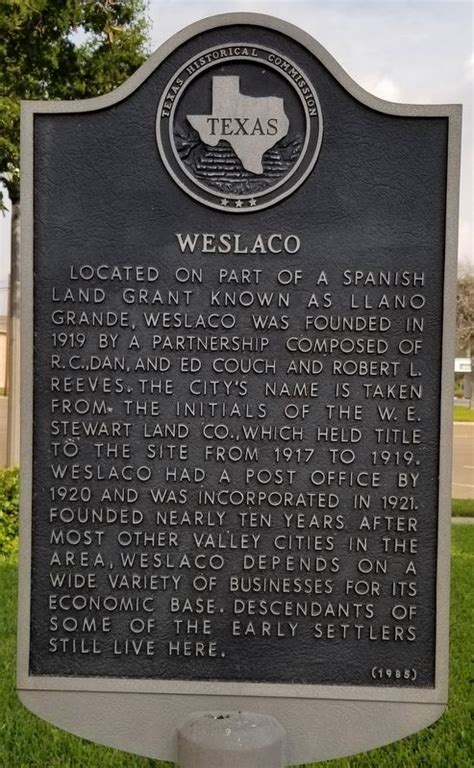 TEXAS HISTORICAL COMMISSION
TEXAS
WESLACO
LOCATED ON PART OF A SPANISH
LAND GRANT KNOWN AS LLANO
GRANDE, WESLACO WAS FOUNDED IN
1919 BY A PARTNERSHIP COMPOSED OF
R.C.,DAN, AND ED COUCH AND ROBERT L.
REEVES. THE CITY'S NAME IS TAKEN
FROM THE INITIALS OF THE W. E.
STEWART LAND CO., WHICH HELD TITLE
TO THE SITE FROM 1917 TO 1919.
WESLACO HAD A POST OFFICE BY
1920 AND WAS INCORPORATED IN 1921.
FOUNDED NEARLY TEN YEARS AFTER
MOST OTHER VALLEY CITIES IN THE
AREA, WESLACO DEPENDS ON A
WIDE VARIETY OF BUSINESSES FOR ITS
ECONOMIC BASE. DESCENDANTS OF
SOME OF THE EARLY SETTLERS
STILL LIVE HERE.
(1985)